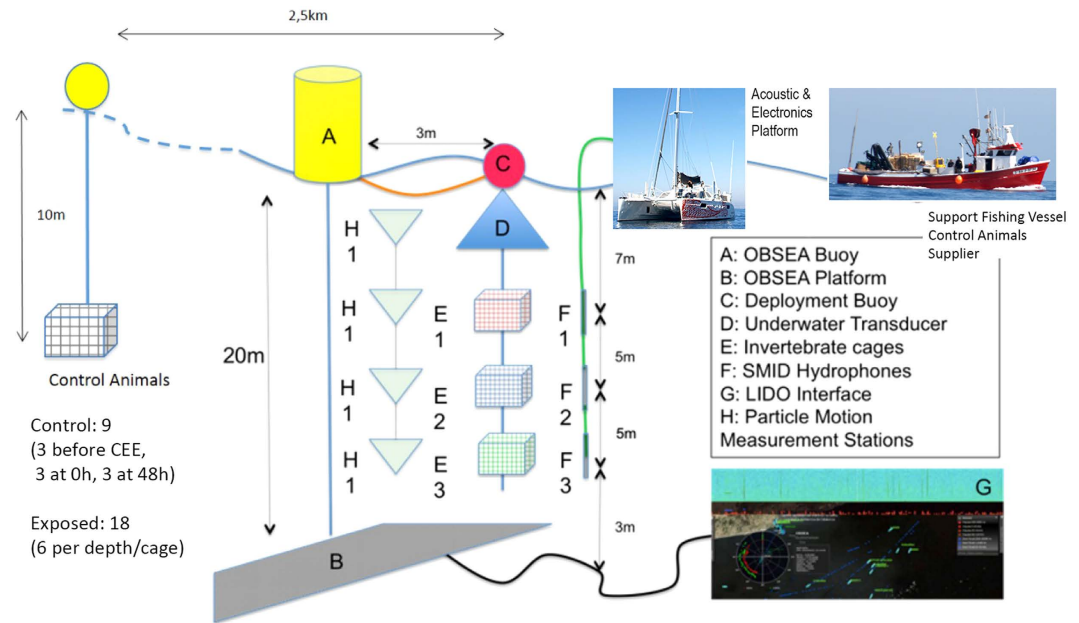 2,5km
A
3m
C
10m
D
20m
H
1
H
1
H
1
H
1
E
1
E
2
E
3
F
1
F
2
F
3
7m
5m
5m
3m
B
Control Animals
Control: 9
(3 before CEE,
3 at 0h, 3 at 48h)
Exposed: 18
(6 per depth/cage)
Acoustic &
Electronics
Platform
Support Fishing Vessel
Control Animals
Supplier
A: OBSEA Buoy
B: OBSEA Platform
C: Deployment Buoy
D: Underwater Transducer
E: Invertebrate cages
F: SMID Hydrophones
G: LIDO Interface
H: Particle Motion
Measurement Stations
G